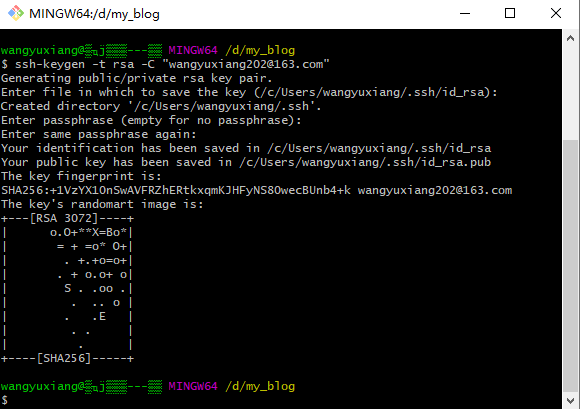 MINGW64:/d/my_blog
wangyuxiang@ MINGW64 /d/my_blog
$ ssh-keygen -t rsa -C "wangyuxiang202@163.com"
Generating public/private rsa key pair.
Enter file in which to save the key (/c/Users/wangyuxiang/.ssh/id_rsa):
Created directory '/c/Users/wangyuxiang/.ssh'.
Enter passphrase (empty for no passphrase):
Enter same passphrase again:
Your identification has been saved in /c/Users/wangyuxiang/.ssh/id_rsa
Your public key has been saved in /c/Users/wangyuxiang/.ssh/id_rsa.pub
The key fingerprint is:
SHA256:+1VzYX1OnSwAVFRZhERtkxqmKJHFyNS8OwecBUnb4+k wangyuxiang202@163.com
The key's randomart image is:
+---[RSA 3072]----+
|      o.O+**X=Bo*|
|       = + =o* O+|
|        . +.+o=o+|
|       . + o.o+ o|
|        S . .oo .|
|         .  .. o |
|        .   .E   |
|         . .     |
|          .      |
+----[SHA256]-----+
wangyuxiang@ MINGW64 /d/my_blog
$